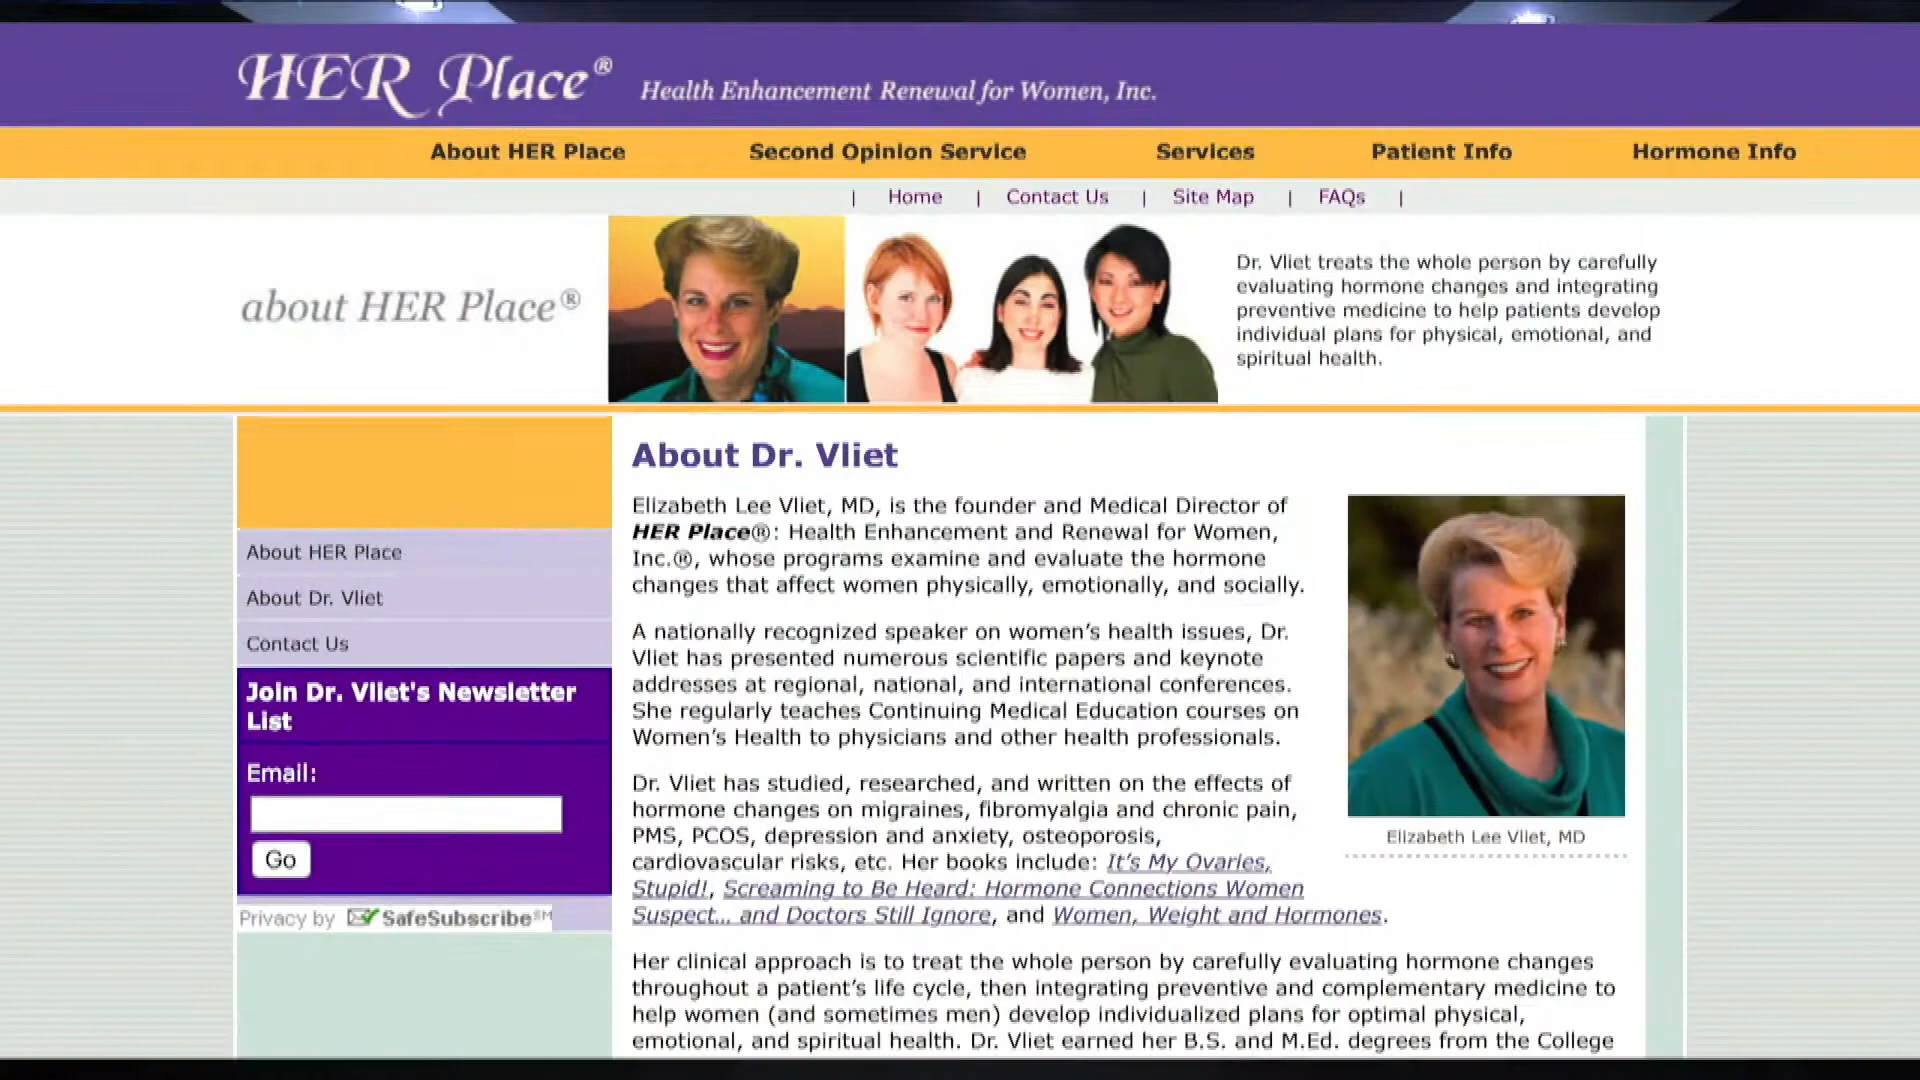 HER Place®
Health Enhancement Renewal for Women, Inc.
About HER Place
Second Opinion Service
Services
Patient Info
Hormone Info
| Home | Contact Us | Site Map | FAQs |
about HER Place®
Dr. Vliet treats the whole person by carefully
evaluating hormone changes and integrating
preventive medicine to help patients develop
individual plans for physical, emotional, and
spiritual health.
About HER Place
About Dr. Vliet
Contact Us
Join Dr. Vliet's Newsletter
List
Email:
Go
Privacy by SafeSubscribe℠
About Dr. Vliet
Elizabeth Lee Vliet, MD, is the founder and Medical Director of
HER Place®: Health Enhancement and Renewal for Women,
Inc.®, whose programs examine and evaluate the hormone
changes that affect women physically, emotionally, and socially.
A nationally recognized speaker on women’s health issues, Dr.
Vliet has presented numerous scientific papers and keynote
addresses at regional, national, and international conferences.
She regularly teaches Continuing Medical Education courses on
Women’s Health to physicians and other health professionals.
Dr. Vliet has studied, researched, and written on the effects of
hormone changes on migraines, fibromyalgia and chronic pain,
PMS, PCOS, depression and anxiety, osteoporosis,
cardiovascular risks, etc. Her books include: It’s My Ovaries,
Stupid!, Screaming to Be Heard: Hormone Connections Women
Suspect... and Doctors Still Ignore, and Women, Weight and Hormones.
Her clinical approach is to treat the whole person by carefully evaluating hormone changes
throughout a patient’s life cycle, then integrating preventive and complementary medicine to
help women (and sometimes men) develop individualized plans for optimal physical,
emotional, and spiritual health. Dr. Vliet earned her B.S. and M.Ed. degrees from the College
Elizabeth Lee Vliet, MD